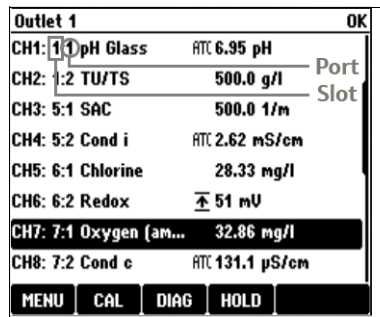 Outlet 1 OK
CH1: 1:1 pH Glass ATC 6.95 pH
Port
CH2: 1:2 TU/TS 500.0 g/l
Slot
CH3: 5:1 SAC 500.0 1/m
CH4: 5:2 Cond i ATC 2.62 mS/cm
CH5: 6:1 Chlorine 28.33 mg/l
CH6: 6:2 Redox 51 mV
CH7: 7:1 Oxygen (am... 32.86 mg/l
CH8: 7:2 Cond c ATC 131.1 µS/cm
MENU CAL DIAG HOLD